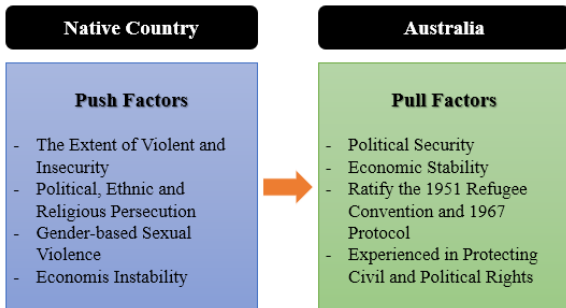 Native Country
Push Factors
- The Extent of Violent and
Insecurity
- Political, Ethnic and
Religious Persecution
- Gender-based Sexual
Violence
- Economis Instability
Australia
Pull Factors
- Political Security
- Economic Stability
- Ratify the 1951 Refugee
Convention and 1967
Protocol
- Experienced in Protecting
Civil and Political Rights